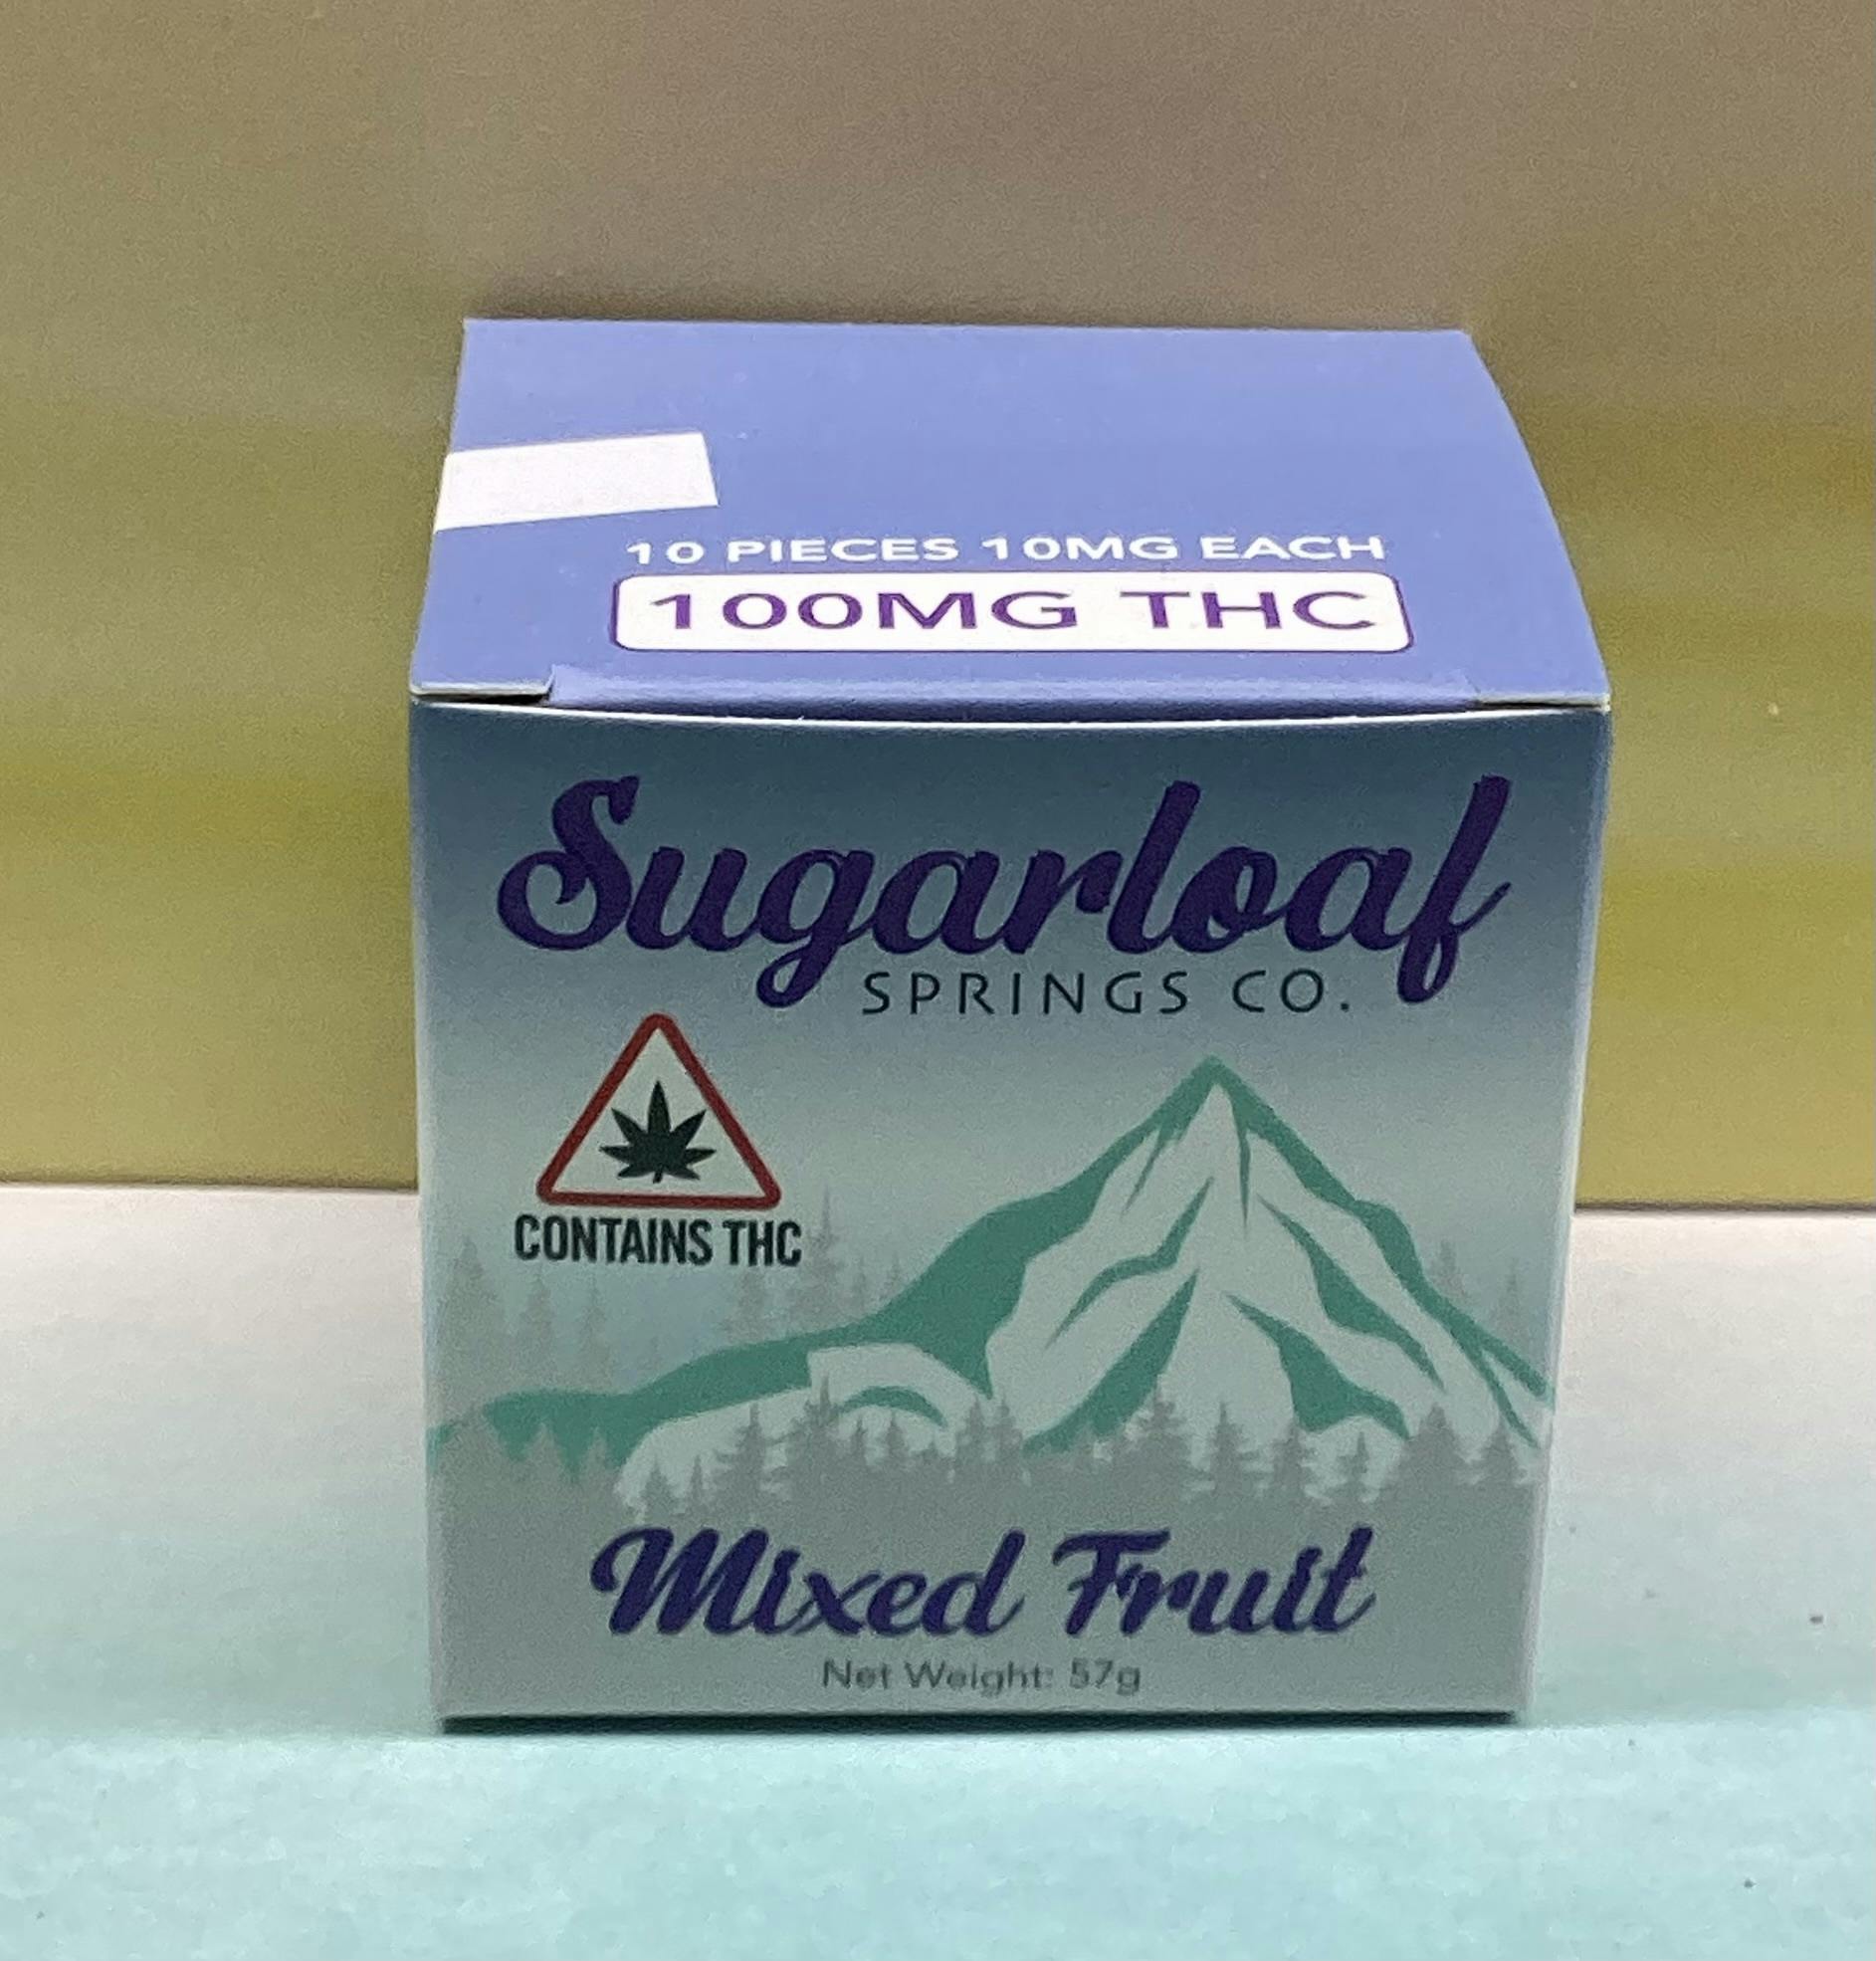 10 PIECES 10MG EACH
100MG THC
Sugarloaf
SPRINGS CO.
CONTAINS THC
Mixed Fruit
Net Weight: 57g